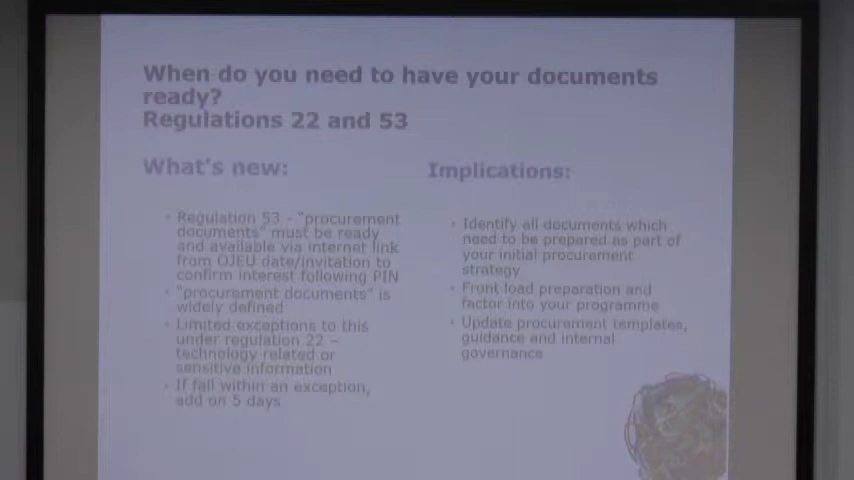 When do you need to have your documents
ready?
Regulations 22 and 53
What's new:
Regulation 53 - "procurement
documents" must be ready
and available via internet link
from OJEU date/invitation to
confirm interest following PIN
"procurement documents" is
widely defined
Limited exceptions to this
under regulation 22 –
technology related or
sensitive information
If fall within an exception,
add on 5 days
Implications:
Identify all documents which
need to be prepared as part of
your initial procurement
strategy
Front load preparation and
factor into your programme
Update procurement templates,
guidance and internal
governance